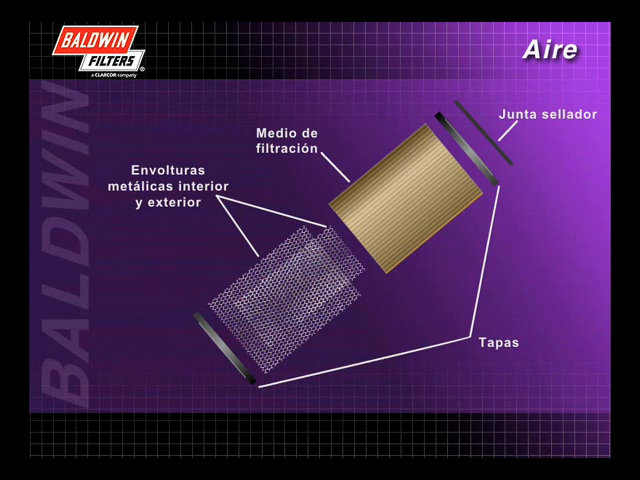 BALDWIN
FILTERS
®
a CLARCOR company
Aire
BALDWIN
Junta sellador
Medio de
filtración
Envolturas
metálicas interior
y exterior
Tapas